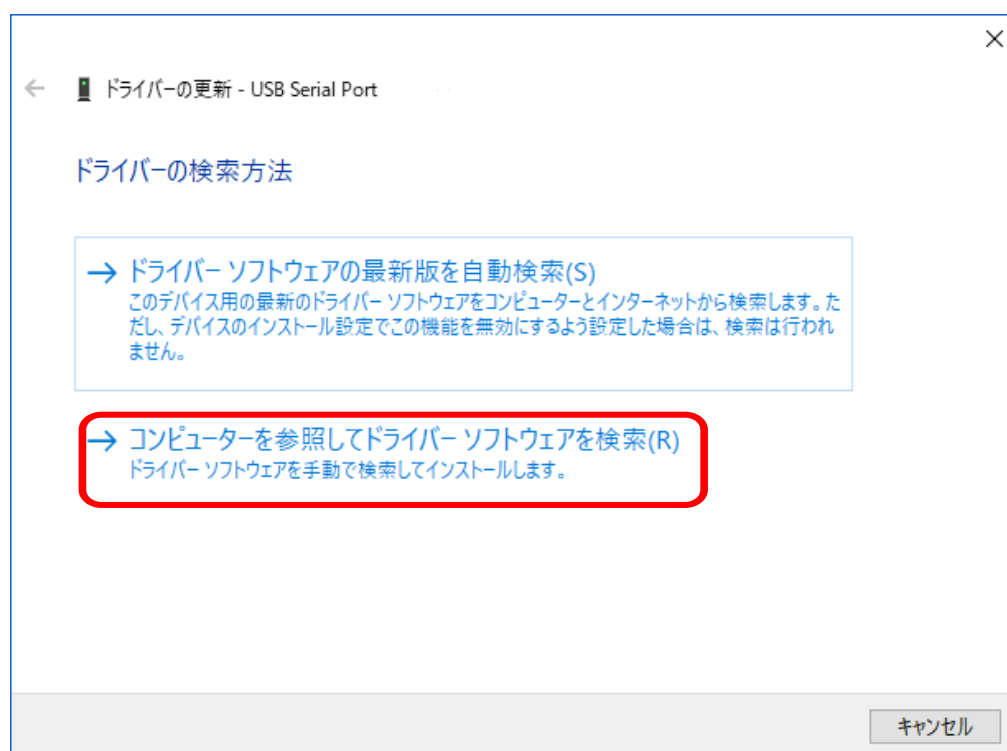 ドライバーの更新 - USB Serial Port
ドライバーの検索方法
ドライバー ソフトウェアの最新版を自動検索(S)
このデバイス用の最新のドライバー ソフトウェアをコンピューターとインターネットから検索します。た
だし、デバイスのインストール設定でこの機能を無効にするよう設定した場合は、検索は行われ
ません。
コンピューターを参照してドライバー ソフトウェアを検索(R)
ドライバー ソフトウェアを手動で検索してインストールします。
キャンセル